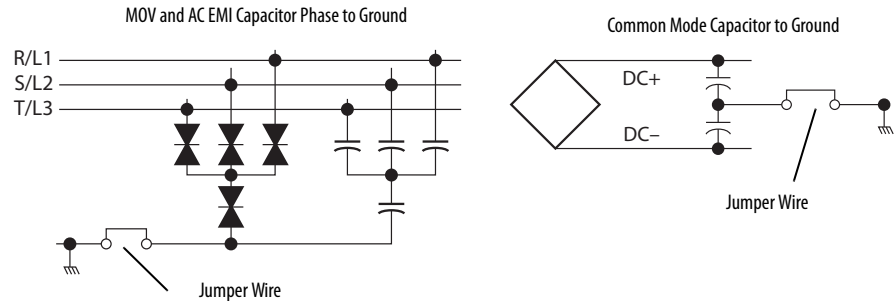 MOV and AC EMI Capacitor Phase to Ground
R/L1
S/L2
T/L3
Jumper Wire
Common Mode Capacitor to Ground
DC+
DC–
Jumper Wire